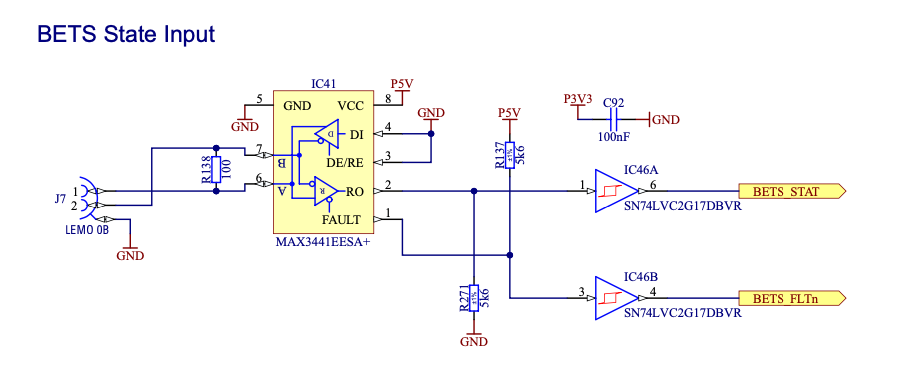 BETS State Input
IC41
P5V
5
GND
VCC
8
GND
DI
4
GND
7
B
D
DE/RE
3
R138
100
6
A
R
RO
2
FAULT
1
MAX3441EESA+
J7
1
2
LEMO 0B
GND
P5V
R137
±1%
5k6
P3V3
C92
100nF
GND
IC46A
1
6
SN74LVC2G17DBVR
BETS_STAT
R271
±1%
5k6
GND
IC46B
3
4
SN74LVC2G17DBVR
BETS_FLTn